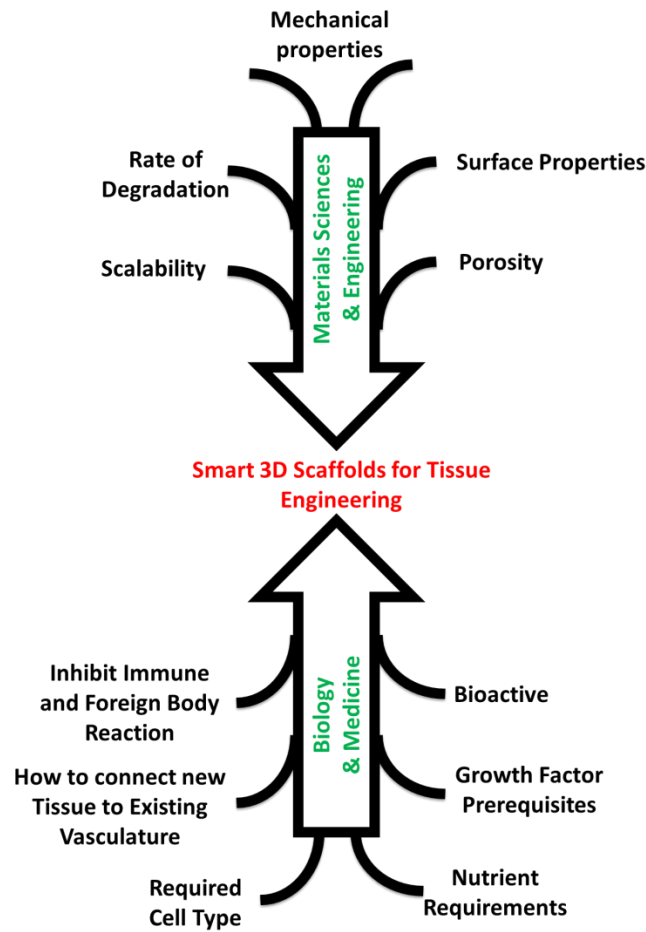 Mechanical
properties
Rate of
Degradation
Surface Properties
Scalability
Porosity
Materials Sciences
& Engineering
Smart 3D Scaffolds for Tissue
Engineering
Biology
& Medicine
Inhibit Immune
and Foreign Body
Reaction
Bioactive
How to connect new
Tissue to Existing
Vasculature
Growth Factor
Prerequisites
Required
Cell Type
Nutrient
Requirements